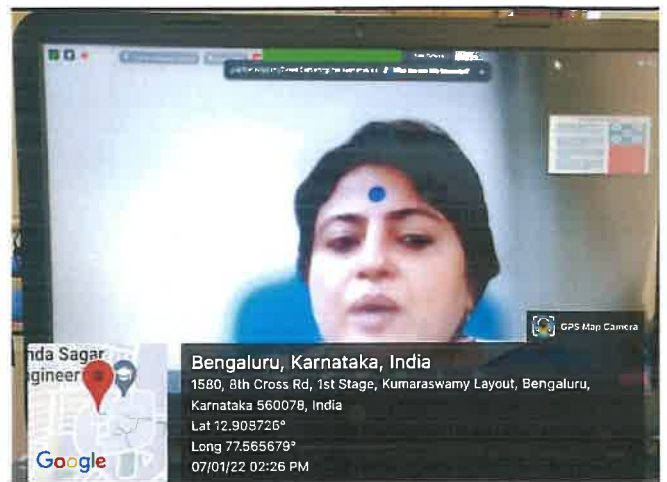 GPS Map Camera
nda Sagar
gineer
Google
Bengaluru, Karnataka, India
1580, 8th Cross Rd, 1st Stage, Kumaraswamy Layout, Bengaluru,
Karnataka 560078, India
Lat 12.908726°
Long 77.565679°
07/01/22 02:26 PM